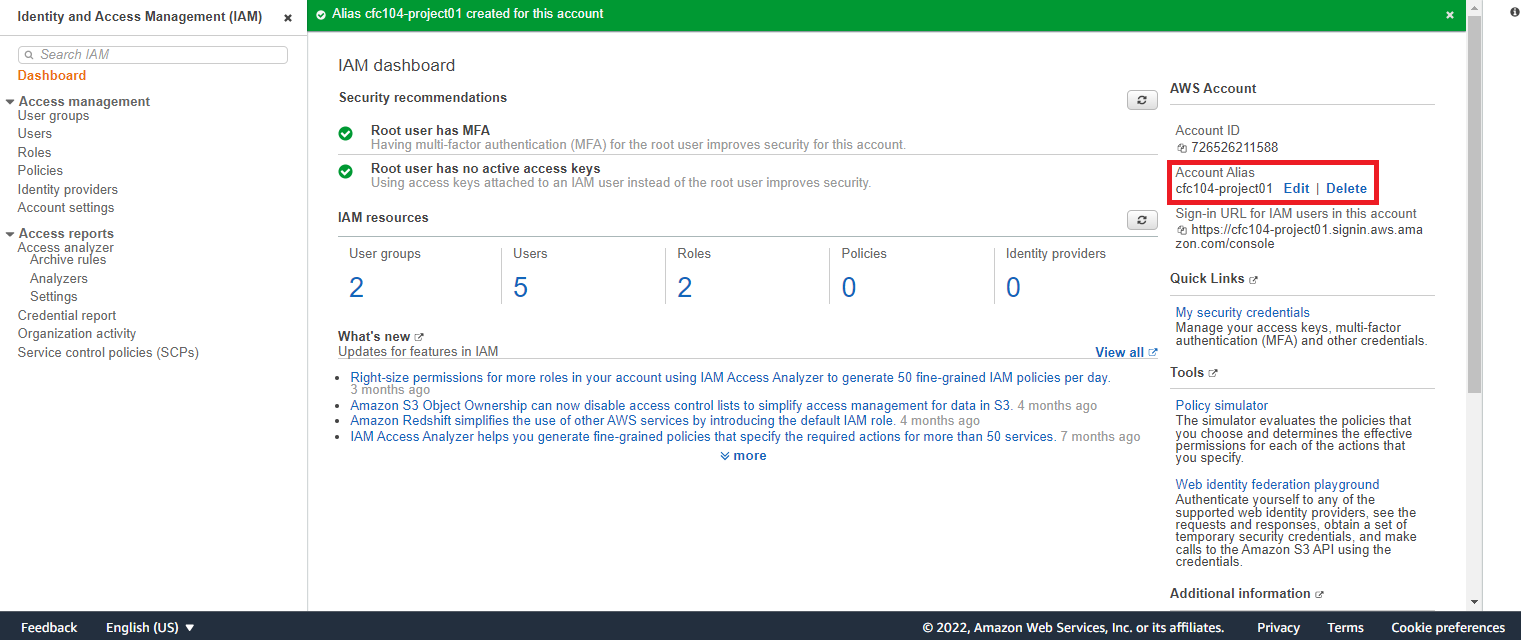 Identity and Access Management (IAM)
Search IAM
Dashboard
Access management
User groups
Users
Roles
Policies
Identity providers
Account settings
Access reports
Access analyzer
Archive rules
Analyzers
Settings
Credential report
Organization activity
Service control policies (SCPs)
Alias cfc104-project01 created for this account
IAM dashboard
Security recommendations
Root user has MFA
Having multi-factor authentication (MFA) for the root user improves security for this account.
Root user has no active access keys
Using access keys attached to an IAM user instead of the root user improves security.
IAM resources
User groups Users Roles Policies Identity providers
2 5 2 0 0
What's new
Updates for features in IAM View all
Right-size permissions for more roles in your account using IAM Access Analyzer to generate 50 fine-grained IAM policies per day.
3 months ago
Amazon S3 Object Ownership can now disable access control lists to simplify access management for data in S3. 4 months ago
Amazon Redshift simplifies the use of other AWS services by introducing the default IAM role. 4 months ago
IAM Access Analyzer helps you generate fine-grained policies that specify the required actions for more than 50 services. 7 months ago
more
AWS Account
Account ID
726526211588
Account Alias
cfc104-project01 Edit | Delete
Sign-in URL for IAM users in this account
https://cfc104-project01.signin.aws.ama
zon.com/console
Quick Links
My security credentials
Manage your access keys, multi-factor
authentication (MFA) and other credentials.
Tools
Policy simulator
The simulator evaluates the policies that
you choose and determines the effective
permissions for each of the actions that
you specify.
Web identity federation playground
Authenticate yourself to any of the
supported web identity providers, see the
requests and responses, obtain a set of
temporary security credentials, and make
calls to the Amazon S3 API using the
credentials.
Additional information
Feedback English (US) © 2022, Amazon Web Services, Inc. or its affiliates. Privacy Terms Cookie preferences